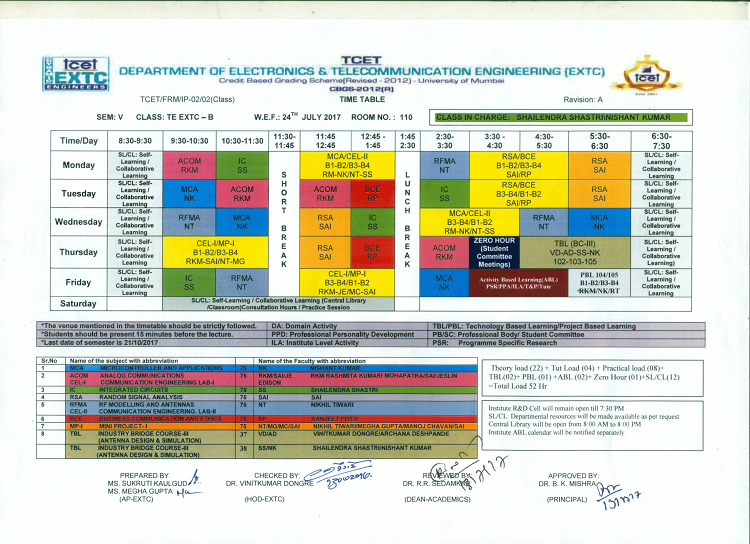 TCET
DEPARTMENT OF ELECTRONICS & TELECOMMUNICATION ENGINEERING (EXTC)
Credit Based Grading Scheme[Revised - 2012] - University of Mumbai
CBGS-2012(R)
tcet
EXTC
ENGINEERS
tcet
TCET/FRM/IP-02/02(Class) TIME TABLE Revision: A
SEM: V CLASS: TE EXTC – B W.E.F.: 24TH JULY 2017 ROOM NO. : 110 CLASS IN CHARGE: SHAILENDRA SHASTRI/NISHANT KUMAR
Time/Day 8:30-9:30 9:30-10:30 10:30-11:30 11:30-11:45 11:45 12:45 12:45 - 1:45 1:45 2:30 2:30-3:30 3:30 - 4:30 4:30-5:30 5:30-6:30 6:30-7:30
Monday SL/CL: Self-Learning / Collaborative Learning ACOM RKM IC SS MCA/CEL-II B1-B2/B3-B4 RM-NK/NT-SS RFMA NT RSA/BCE B1-B2/B3-B4 SAI/RP RSA SAI SL/CL: Self-Learning / Collaborative Learning
SHORT BREAK
LUNCH BREAK
Tuesday SL/CL: Self-Learning / Collaborative Learning MCA NK ACOM RKM ACOM RKM BCE RP IC SS RSA/BCE B3-B4/B1-B2 SAI/RP RSA SAI SL/CL: Self-Learning / Collaborative Learning
Wednesday SL/CL: Self-Learning / Collaborative Learning RFMA NT MCA NK RSA SAI IC SS MCA/CEL-II B3-B4/B1-B2 RM-NK/NT-SS RFMA NT MCA NK SL/CL: Self-Learning / Collaborative Learning
Thursday SL/CL: Self-Learning / Collaborative Learning CEL-I/MP-I B1-B2/B3-B4 RKM-SAI/NT-MG RSA SAI BCE RP ACOM RKM ZERO HOUR (Student Committee Meetings) TBL (BC-III) VD-AD-SS-NK 102-103-105 SL/CL: Self-Learning / Collaborative Learning
Friday SL/CL: Self-Learning / Collaborative Learning IC SS RFMA NT CEL-I/MP-I B3-B4/B1-B2 RKM-JE/MC-SAI MCA NK Activity Based Learning(ABL) PSR/PPA/ILA/T&P/Tute PBL 104/105 B1-B2/B3-B4 RKM/NK/RT SL/CL: Self-Learning / Collaborative Learning
Saturday SL/CL: Self-Learning / Collaborative Learning (Central Library /Classroom)Consultation Hours / Practice Session
*The venue mentioned in the timetable should be strictly followed. DA: Domain Activity TBL/PBL: Technology Based Learning/Project Based Learning
*Students should be present 15 minutes before the lecture. PPD: Professional Personality Development PB/SC: Professional Body/ Student Committee
*Last date of semester is 21/10/2017 ILA: Institute Level Activity PSR: Programme Specific Research
Sr.No Name of the subject with abbreviation Name of the Faculty with abbreviation
1 MCA MICROCONTROLLER AND APPLICATIONS 75 NK NISHANT KUMAR
2 ACOM ANALOG COMMUNICATIONS 75 RKM/SAI/JE RKM RASHMITA KUMARI MOHAPATRA/SAI/JESLIN
CEL-I COMMUNICATION ENGINEERING LAB-I EDISON
3 IC INTEGRATED CIRCUITS 75 SS SHAILENDRA SHASTRI
4 RSA RANDOM SIGNAL ANALYSIS 75 SAI SAI
5 RFMA RF MODELLING AND ANTENNAS 75 NT NIKHIL TIWARI
CEL-II COMMUNICATION ENGINEERING. LAB-II
6 BCE BUSINESS COMMUNICATION AND ETHICS 75 RP RANJEET PIYED
7 MP-I MINI PROJECT- I 75 NT/MG/MC/SAI NIKHIL TIWARI/MEGHA GUPTA/MANOJ CHAVAN/SAI
8 TBL INDUSTRY BRIDGE COURSE-III 37 VD/AD VINITKUMAR DONGRE/ARCHANA DESHPANDE
(ANTENNA DESIGN & SIMULATION)
TBL INDUSTRY BRIDGE COURSE-III 38 SS/NK SHAILENDRA SHASTRI/NISHANT KUMAR
(ANTENNA DESIGN & SIMULATION)
Theory load (22) + Tut Load (04) + Practical load (08)+
TBL(02)+ PBL (01) +ABL (02)+ Zero Hour (01)+SL/CL(12)
=Total Load 52 Hr
Institute R&D Cell will remain open till 7:30 PM
SL/CL: Departmental resources will be made available as per request
Central Library will be open from 8:00 AM to 8:00 PM
Institute ABL calendar will be notified separately.
PREPARED BY CHECKED BY: REVIEWED BY: APPROVED BY:
MS. SUKRUTI KAULGUD DR. VINITKUMAR DONGRE DR. R.R. SEDAMKAR DR. B. K. MISHRA
MS. MEGHA GUPTA
(AP-EXTC) (HOD-EXTC) (DEAN-ACADEMICS) (PRINCIPAL)